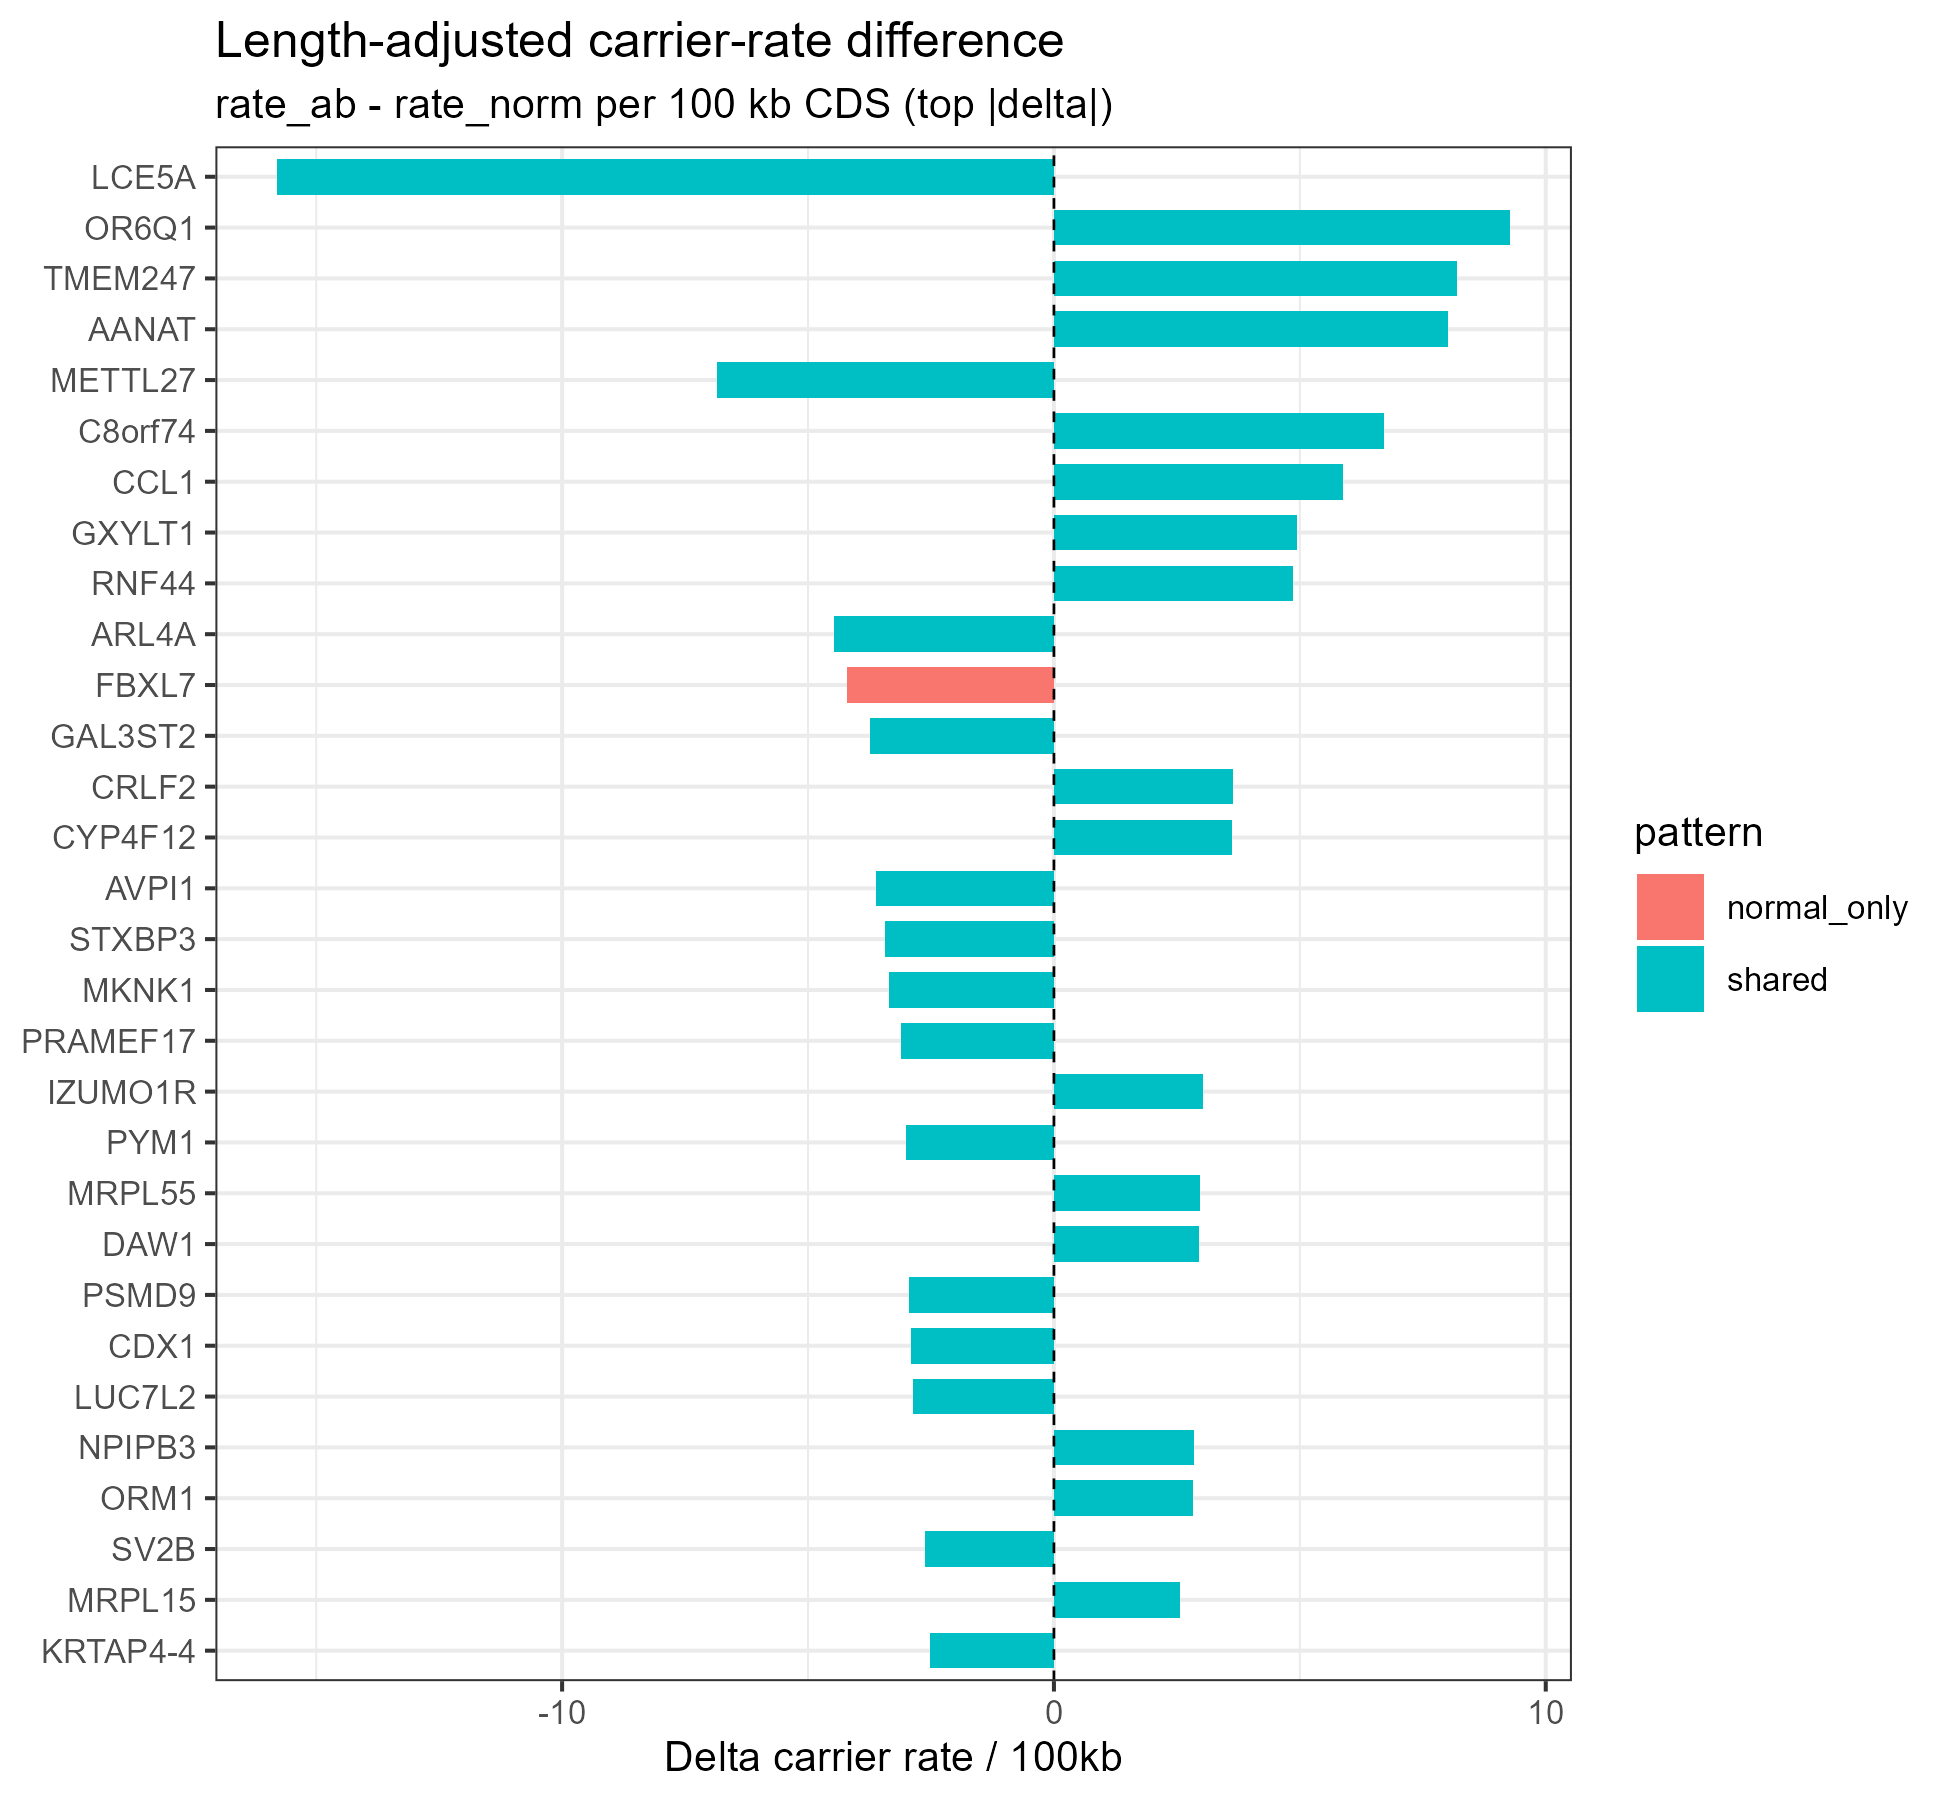 Length-adjusted carrier-rate difference
rate_ab - rate_norm per 100 kb CDS (top |delta|)
LCE5A
OR6Q1
TMEM247
AANAT
METTL27
C8orf74
CCL1
GXYLT1
RNF44
ARL4A
FBXL7
GAL3ST2
CRLF2
CYP4F12
AVPI1
STXBP3
MKNK1
PRAMEF17
IZUMO1R
PYM1
MRPL55
DAW1
PSMD9
CDX1
LUC7L2
NPIPB3
ORM1
SV2B
MRPL15
KRTAP4-4
-10 0 10
Delta carrier rate / 100kb
pattern
normal_only
shared